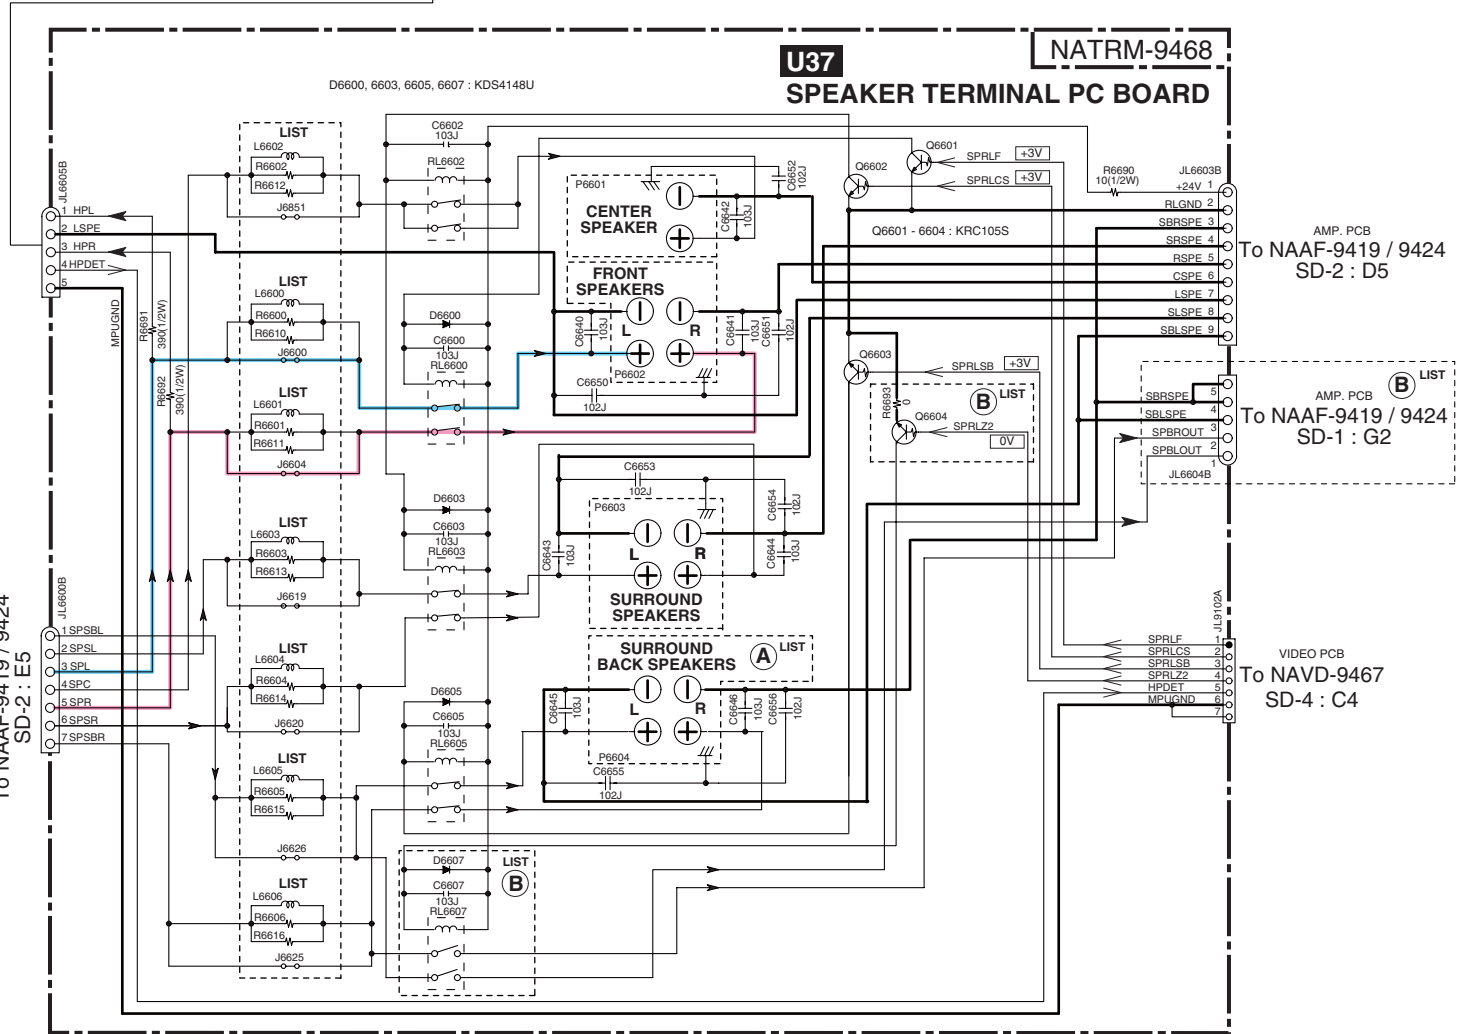 NATRM-9468
U37
SPEAKER TERMINAL PC BOARD
D6600, 6603, 6605, 6607 : KDS4148U
JL6605B
1 HPL
2 LSPE
3 HPR
4 HPDET
5
MPUGND
R6691
390(1/2W)
R6692
390(1/2W)
LIST
L6602
R6602
R6612
J6851
LIST
L6600
R6600
R6610
J6600
LIST
L6601
R6601
R6611
J6604
LIST
L6603
R6603
R6613
J6619
LIST
L6604
R6604
R6614
J6620
LIST
L6605
R6605
R6615
J6626
LIST
L6606
R6606
R6616
J6625
JL6600B
1 SPSBL
2 SPSL
3 SPL
4 SPC
5 SPR
6 SPSR
7 SPSBR
To NAAF-9419 / 9424
SD-2 : E5
C6602
103J
RL6602
D6600
C6600
103J
RL6600
D6603
C6603
103J
RL6603
D6605
C6605
103J
RL6605
D6607
C6607
103J
RL6607
LIST
B
P6601
CENTER
SPEAKER
C6642
103J
C6652
102J
FRONT
SPEAKERS
L
R
P6602
C6640
103J
C6641
103J
C6651
102J
C6650
102J
C6653
102J
P6603
L
R
SURROUND
SPEAKERS
C6643
103J
C6654
102J
C6644
103J
SURROUND
BACK SPEAKERS
A
LIST
L
R
P6604
C6645
103J
C6646
103J
C6656
102J
C6655
102J
Q6602
Q6601
SPRLF
+3V
SPRLCS
+3V
Q6601 - 6604 : KRC105S
Q6603
SPRLSB
+3V
R6693
0
B
LIST
Q6604
SPRLZ2
0V
R6690
10(1/2W)
JL6603B
+24V 1
RLGND 2
SBRSPE 3
SRSPE 4
RSPE 5
CSPE 6
LSPE 7
SLSPE 8
SBLSPE 9
AMP. PCB
To NAAF-9419 / 9424
SD-2 : D5
B
LIST
SBRSPE
5
SBLSPE
4
SPBROUT
3
SPBLOUT
2
1
JL6604B
AMP. PCB
To NAAF-9419 / 9424
SD-1 : G2
JL9102A
SPRLF 1
SPRLCS 2
SPRLSB 3
SPRLZ2 4
HPDET 5
MPUGND 6
7
VIDEO PCB
To NAVD-9467
SD-4 : C4